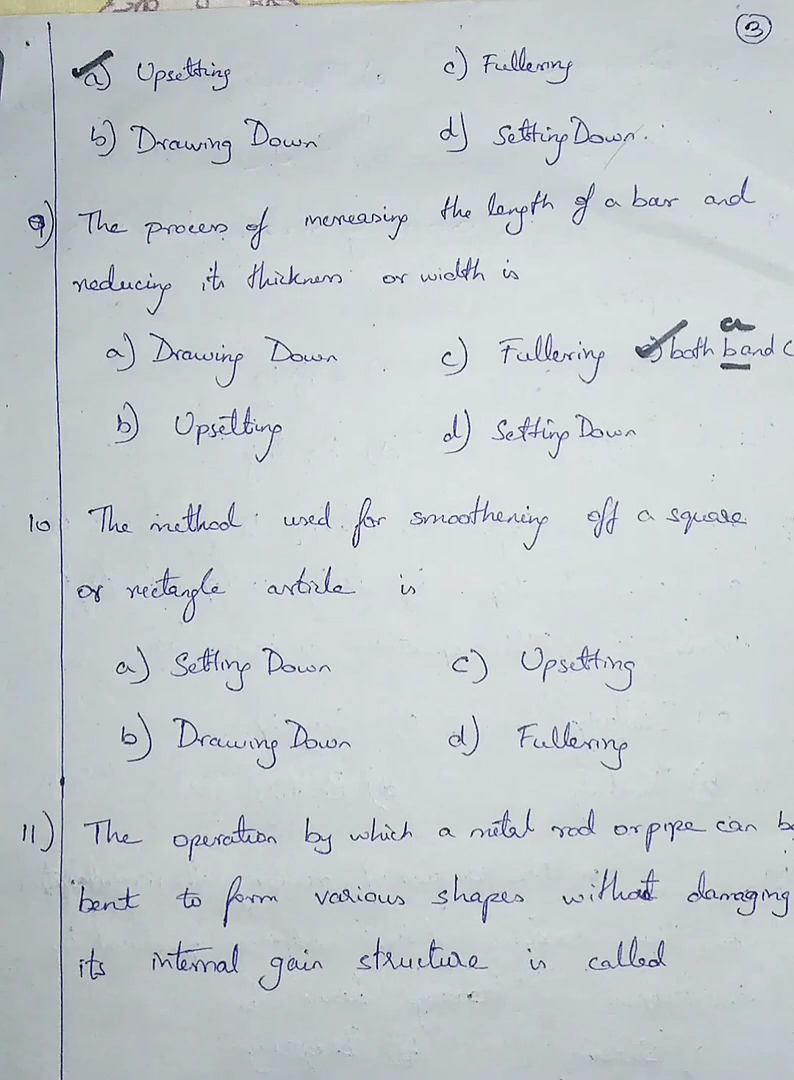 3
a) Upsetting c) Fullering
b) Drawing Down d) Setting Down.
9) The process of increasing the length of a bar and
reducing its thickness or width is
a) Drawing Down c) Fullering both b and c
a
b) Upsetting d) Setting Down
10 The method used for smoothening off a square
or rectangle article is
a) Setting Down c) Upsetting
b) Drawing Down d) Fullering
11) The operation by which a metal rod or pipe can be
bent to form various shapes without damaging
its internal gain structure is called